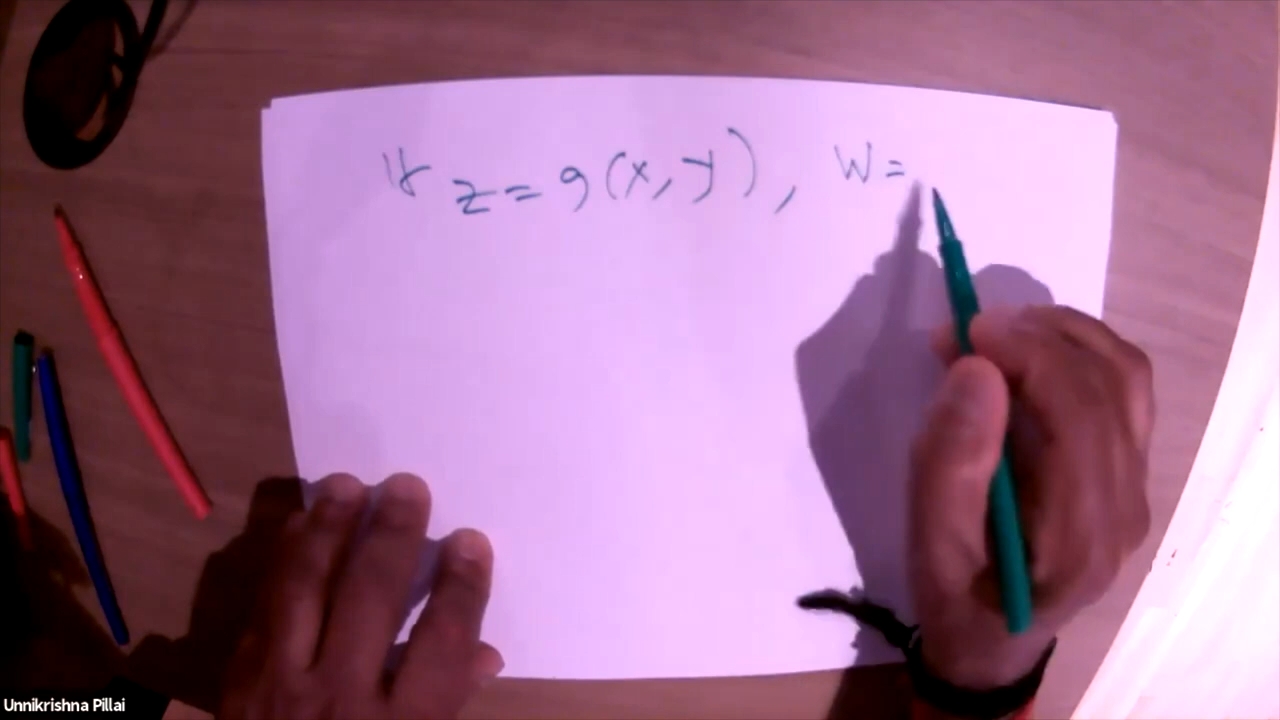 If z = g(x, y), W =
Unnikrishna Pillai